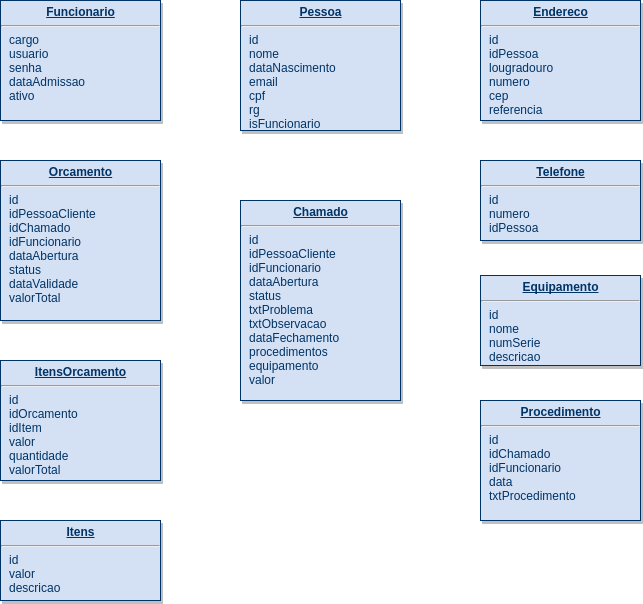 Funcionario
cargo
usuario
senha
dataAdmissao
ativo
Pessoa
id
nome
dataNascimento
email
cpf
rg
isFuncionario
Endereco
id
idPessoa
lougradouro
numero
cep
referencia
Orcamento
id
idPessoaCliente
idChamado
idFuncionario
dataAbertura
status
dataValidade
valorTotal
Chamado
id
idPessoaCliente
idFuncionario
dataAbertura
status
txtProblema
txtObservacao
dataFechamento
procedimentos
equipamento
valor
Telefone
id
numero
idPessoa
Equipamento
id
nome
numSerie
descricao
ItensOrcamento
id
idOrcamento
idItem
valor
quantidade
valorTotal
Procedimento
id
idChamado
idFuncionario
data
txtProcedimento
Itens
id
valor
descricao